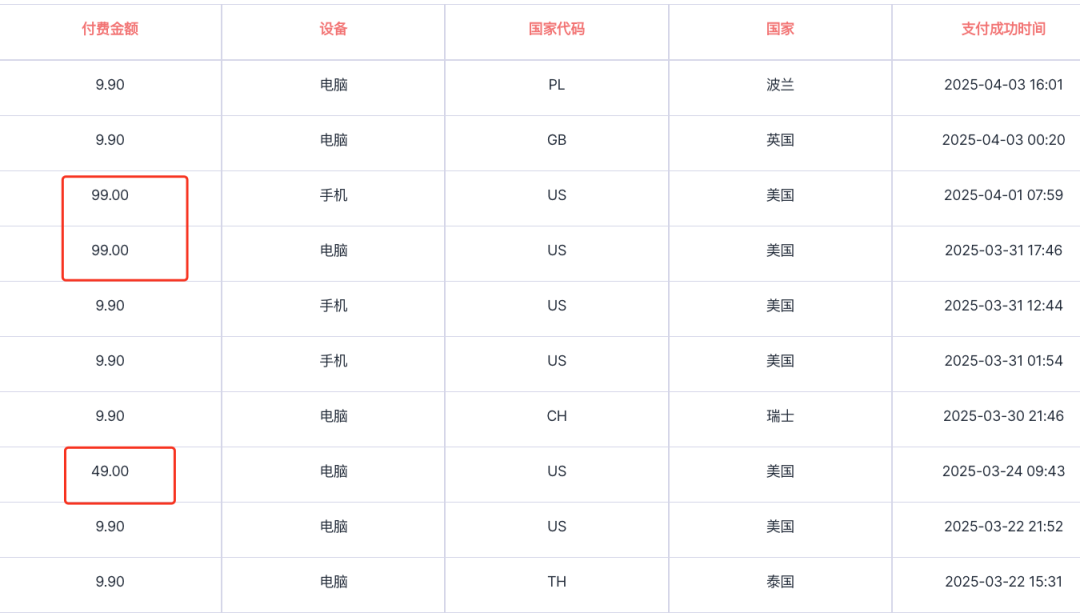 付费金额 设备 国家代码 国家 支付成功时间
9.90 电脑 PL 波兰 2025-04-03 16:01
9.90 电脑 GB 英国 2025-04-03 00:20
99.00 手机 US 美国 2025-04-01 07:59
99.00 电脑 US 美国 2025-03-31 17:46
9.90 手机 US 美国 2025-03-31 12:44
9.90 手机 US 美国 2025-03-31 01:54
9.90 电脑 CH 瑞士 2025-03-30 21:46
49.00 电脑 US 美国 2025-03-24 09:43
9.90 电脑 US 美国 2025-03-22 21:52
9.90 电脑 TH 泰国 2025-03-22 15:31